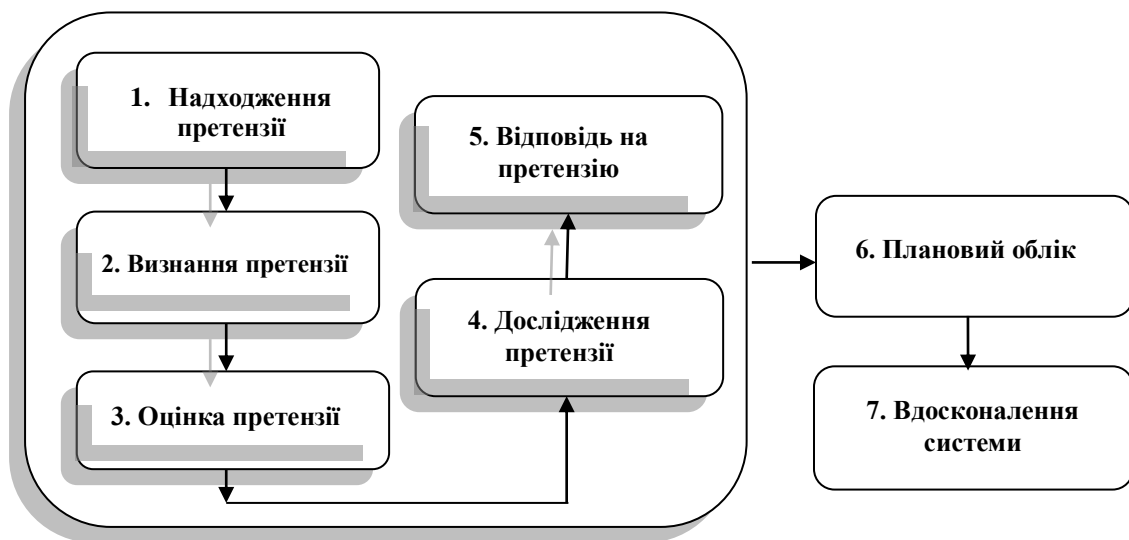 1. Надходження
претензії
2. Визнання претензії
3. Оцінка претензії
4. Дослідження
претензії
5. Відповідь на
претензію
6. Плановий облік
7. Вдосконалення
системи